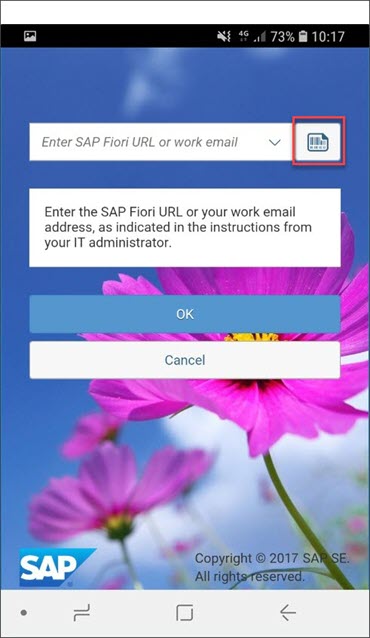 4G 73% 10:17
Enter SAP Fiori URL or work email
Enter the SAP Fiori URL or your work email
address, as indicated in the instructions from
your IT administrator.
OK
Cancel
SAP
Copyright © 2017 SAP SE.
All rights reserved.